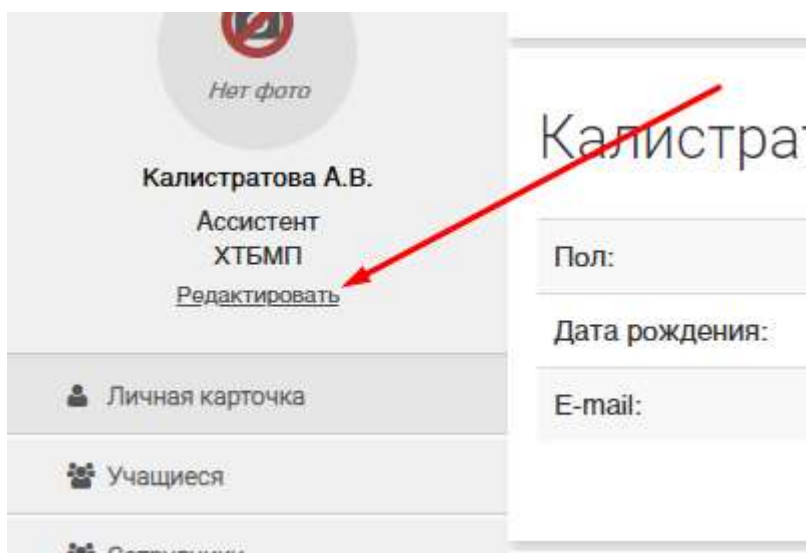 Нет фото
Калистратова А.В.
Ассистент
ХТБМП
Редактировать
Личная карточка
Учащиеся
Калистрат
Пол:
Дата рождения:
E-mail: